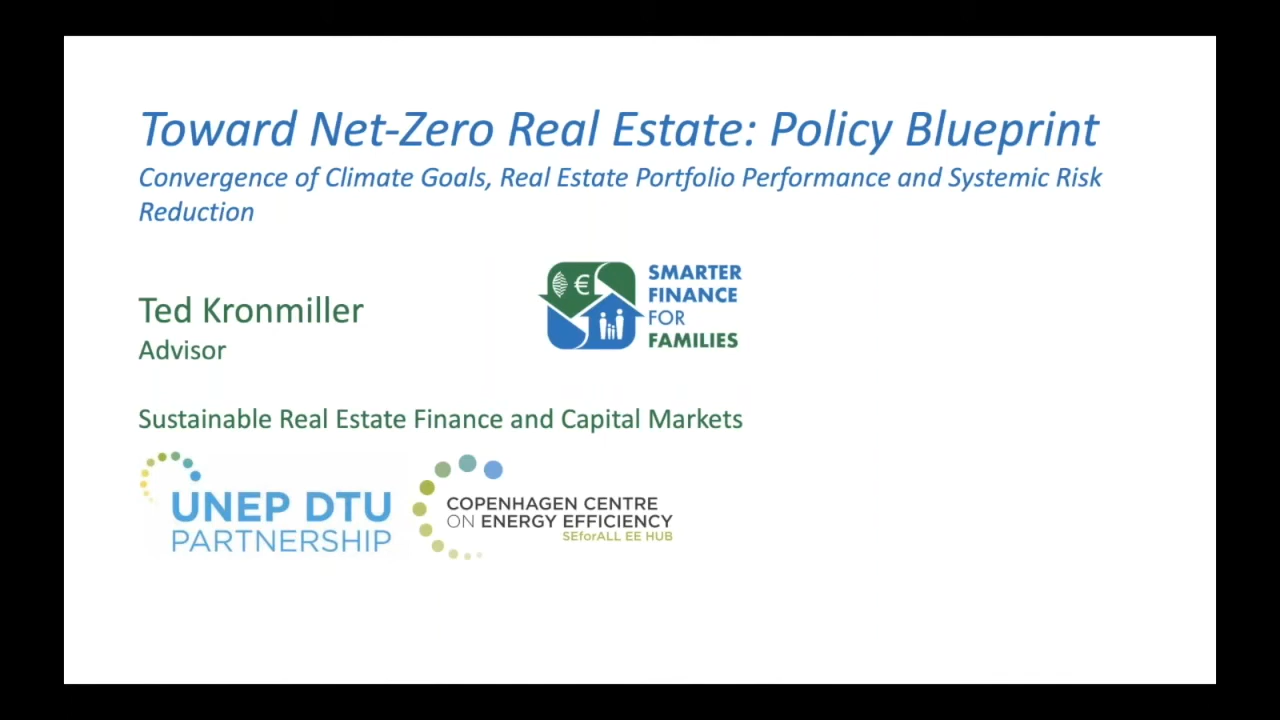 Toward Net-Zero Real Estate: Policy Blueprint
Convergence of Climate Goals, Real Estate Portfolio Performance and Systemic Risk
Reduction
€
SMARTER
FINANCE
FOR
FAMILIES
Ted Kronmiller
Advisor
Sustainable Real Estate Finance and Capital Markets
UNEP DTU
PARTNERSHIP
COPENHAGEN CENTRE
ON ENERGY EFFICIENCY
SEforALL EE HUB